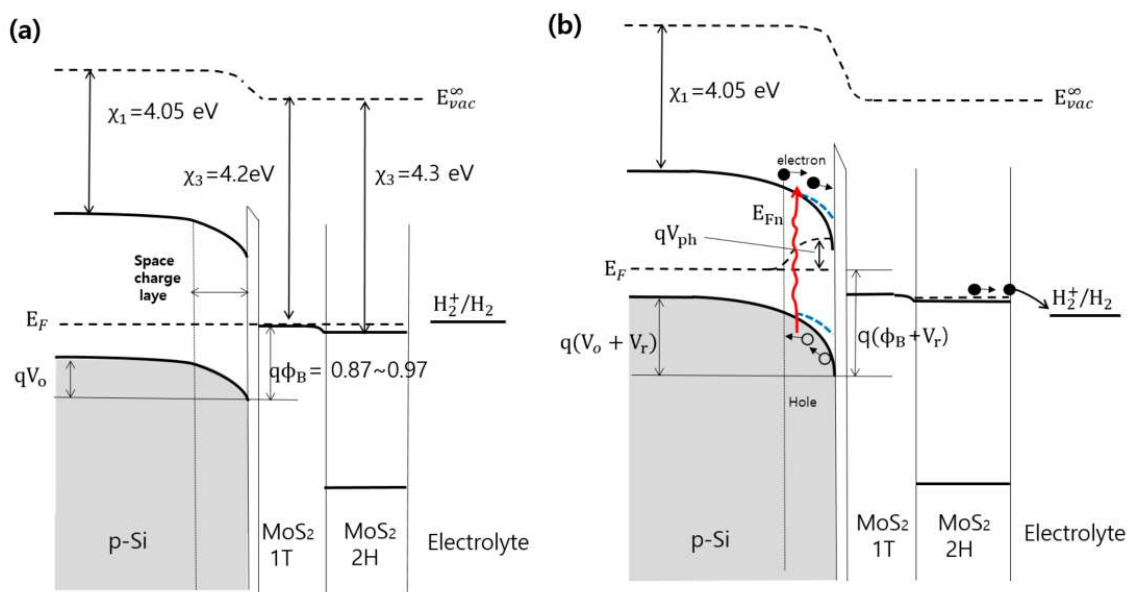 (a)
E∞vac
χ1=4.05 eV
χ3=4.2eV
χ3=4.3 eV
Space
charge
laye
EF
H2+/H2
qVo
qϕB= 0.87~0.97
p-Si
MoS2
1T
MoS2
2H
Electrolyte
(b)
E∞vac
χ1=4.05 eV
electron
EFn
qVph
EF
H2+/H2
q(Vo + Vr)
q(ϕB+Vr)
Hole
p-Si
MoS2
1T
MoS2
2H
Electrolyte